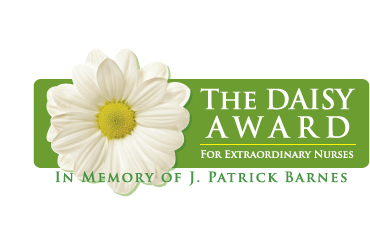 THE DAISY
AWARD
FOR EXTRAORDINARY NURSES
IN MEMORY OF J. PATRICK BARNES